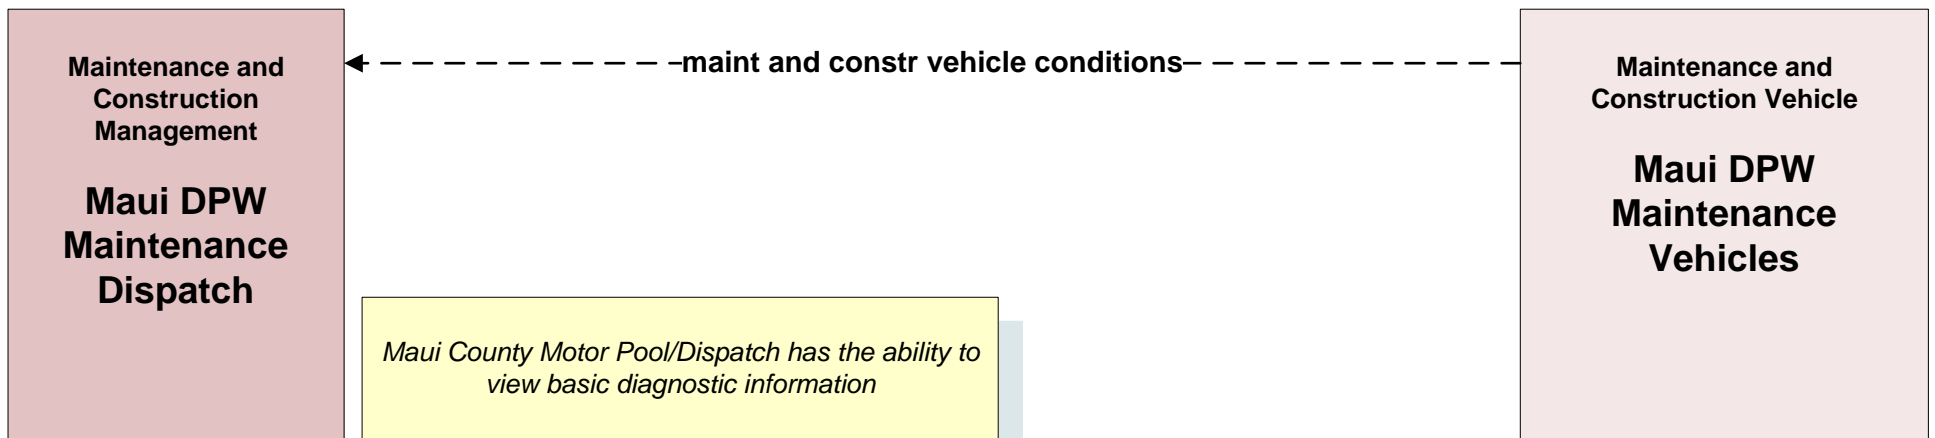 Maintenance and
Construction
Management
Maui DPW
Maintenance
Dispatch
maint and constr vehicle conditions
Maintenance and
Construction Vehicle
Maui DPW
Maintenance
Vehicles
Maui County Motor Pool/Dispatch has the ability to
view basic diagnostic information